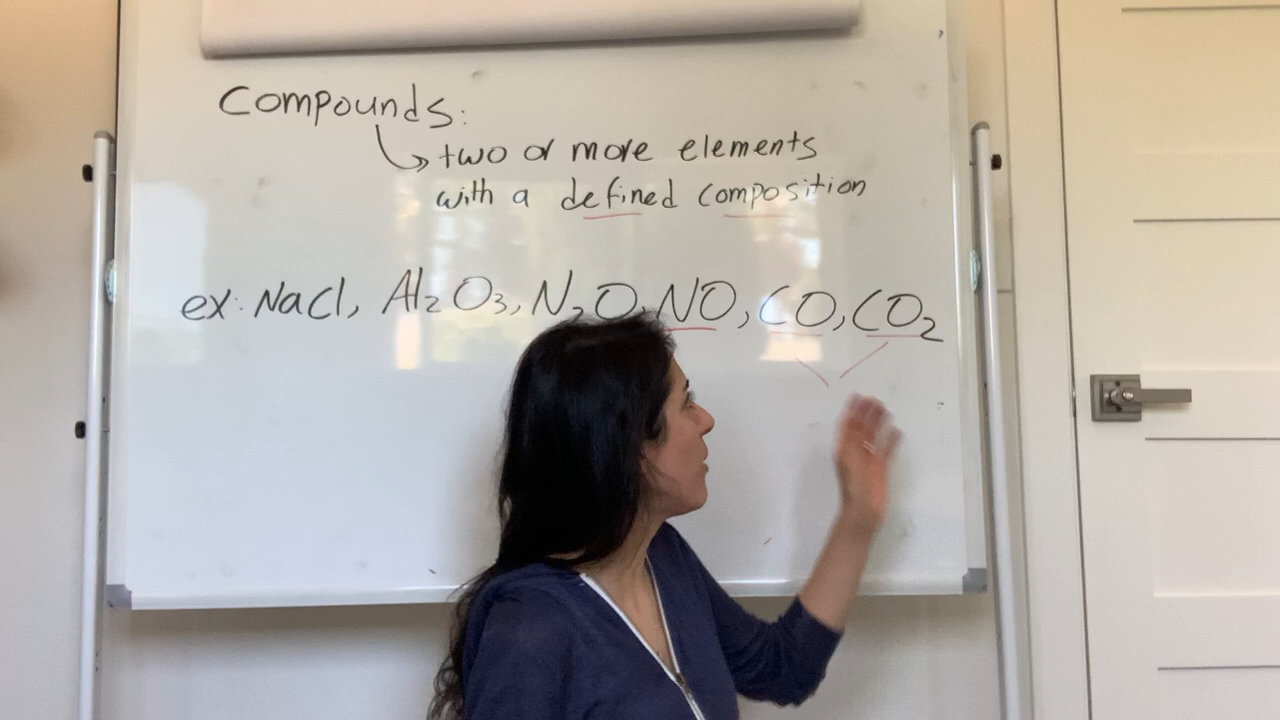 Compounds:
two or more elements
with a defined composition
ex: NaCl, Al₂O₃, N₂O, NO, CO, CO₂